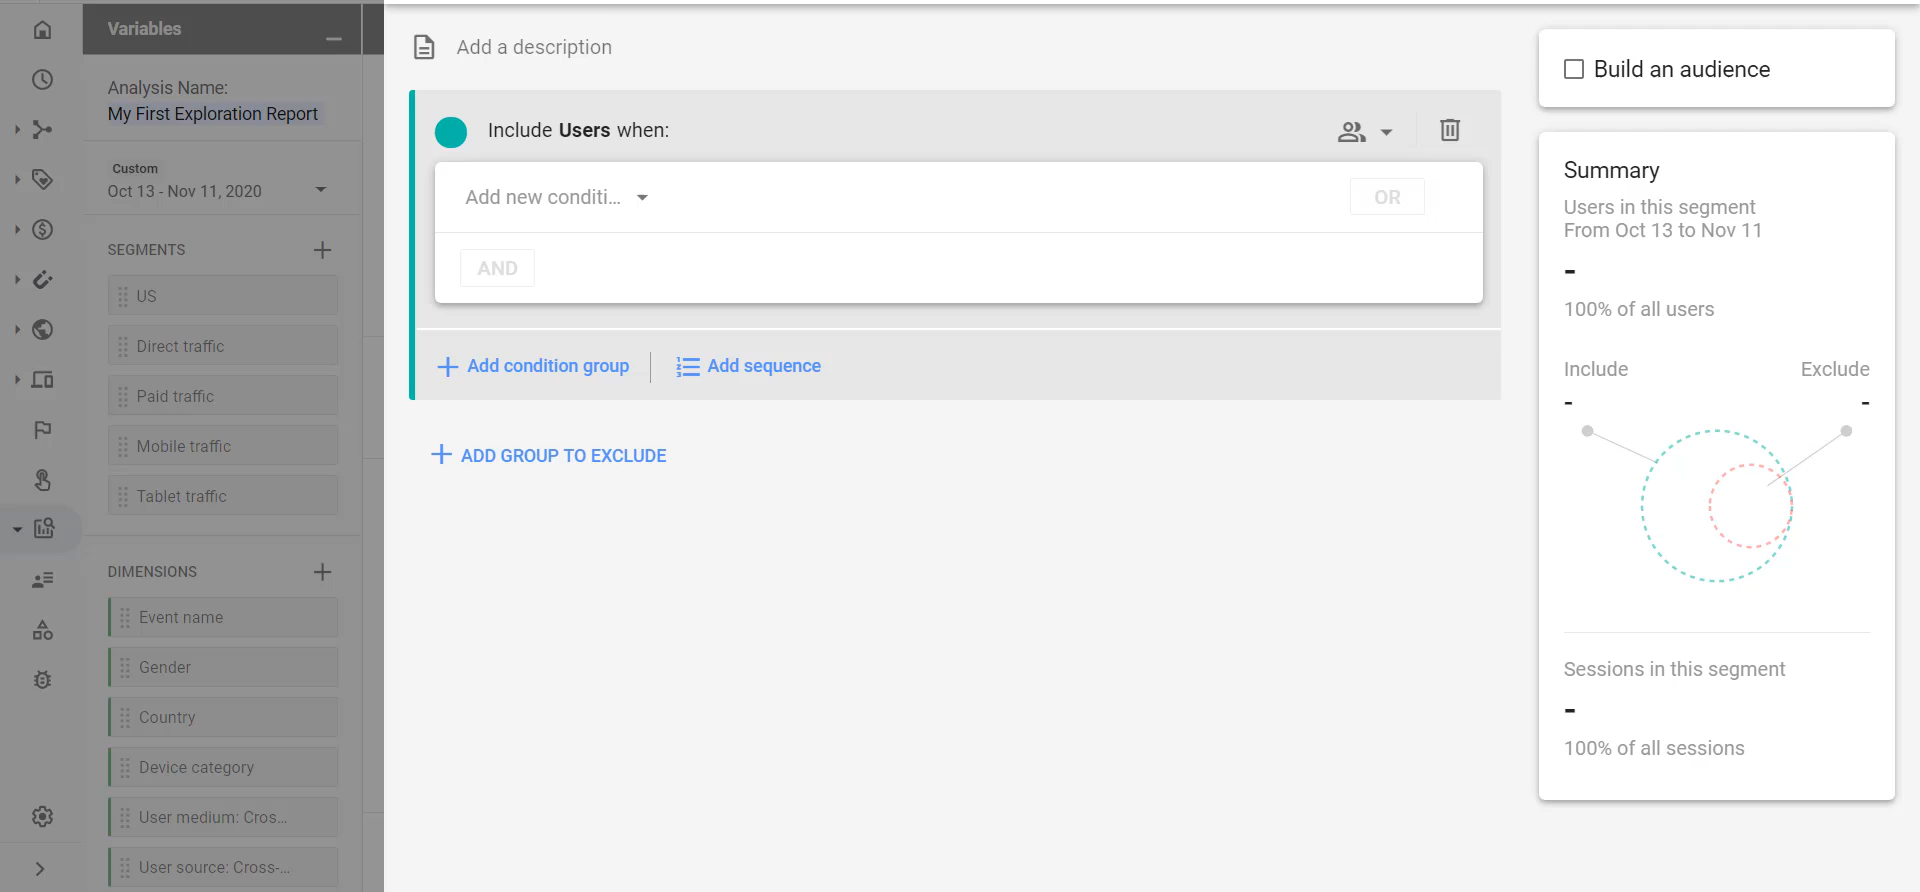 Variables
Analysis Name:
My First Exploration Report
Custom
Oct 13 - Nov 11, 2020
SEGMENTS
US
Direct traffic
Paid traffic
Mobile traffic
Tablet traffic
DIMENSIONS
Event name
Gender
Country
Device category
User medium: Cros...
User source: Cross-...
Add a description
Include Users when:
Add new conditi...
OR
AND
Add condition group
Add sequence
ADD GROUP TO EXCLUDE
Build an audience
Summary
Users in this segment
From Oct 13 to Nov 11
-
100% of all users
Include Exclude
- -
Sessions in this segment
-
100% of all sessions